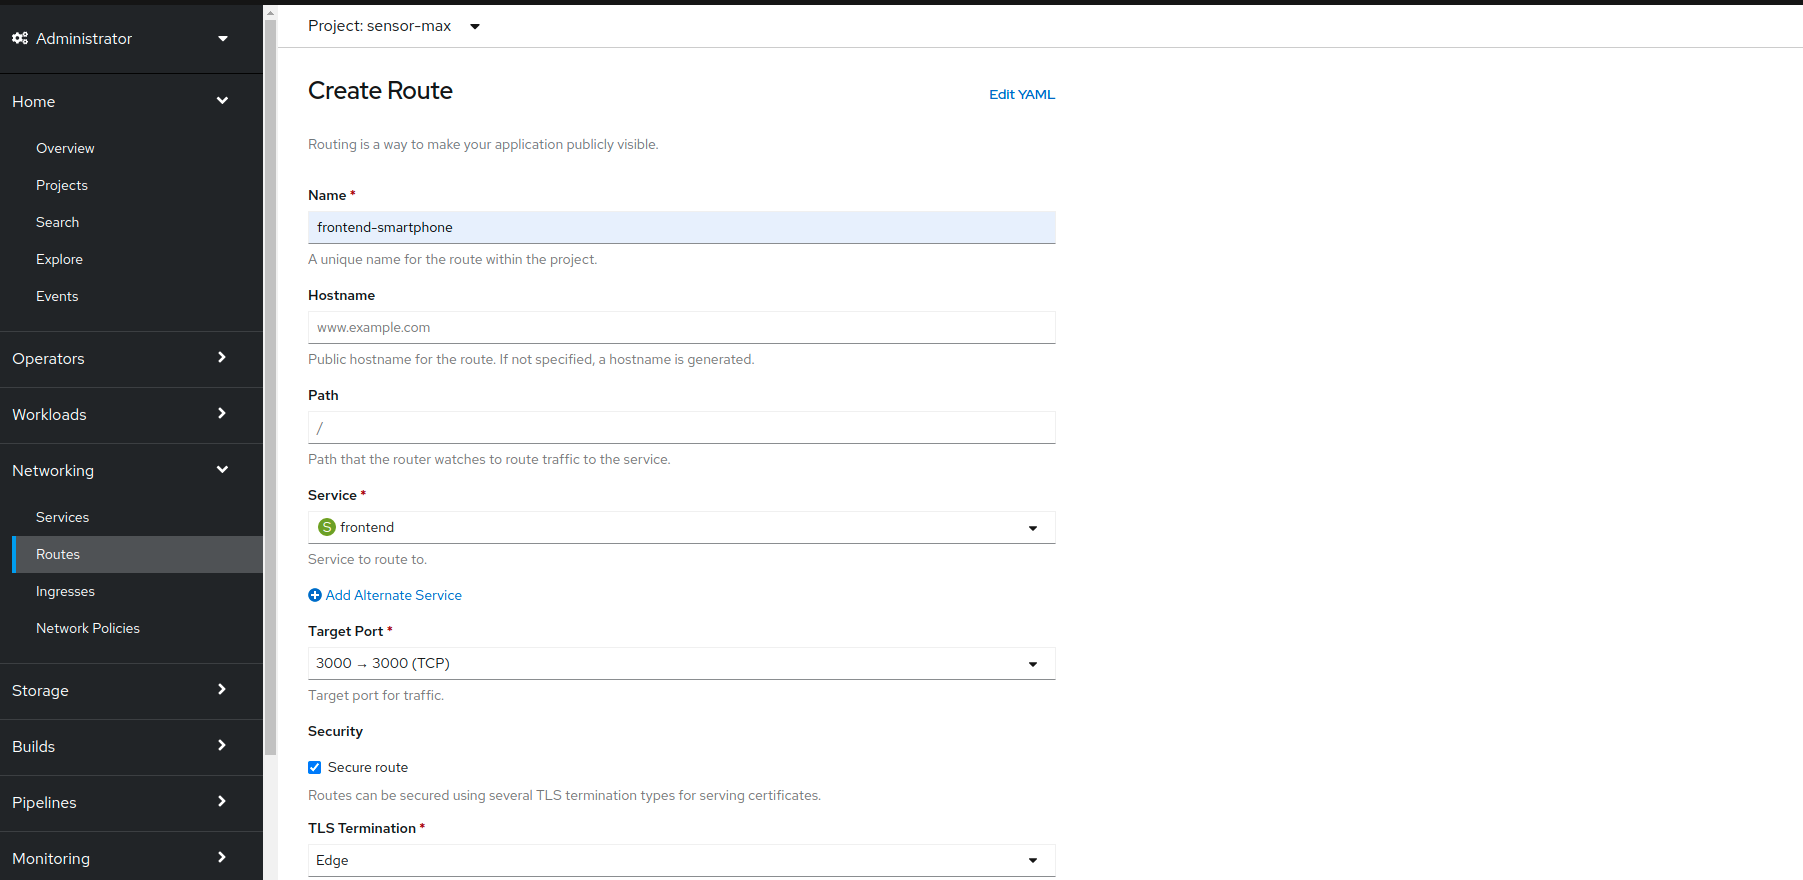 Administrator
Home
Overview
Projects
Search
Explore
Events
Operators
Workloads
Networking
Services
Routes
Ingresses
Network Policies
Storage
Builds
Pipelines
Monitoring
Project: sensor-max
Create Route
Edit YAML
Routing is a way to make your application publicly visible.
Name *
frontend-smartphone
A unique name for the route within the project.
Hostname
www.example.com
Public hostname for the route. If not specified, a hostname is generated.
Path
/
Path that the router watches to route traffic to the service.
Service *
S frontend
Service to route to.
Add Alternate Service
Target Port *
3000 → 3000 (TCP)
Target port for traffic.
Security
Secure route
Routes can be secured using several TLS termination types for serving certificates.
TLS Termination *
Edge